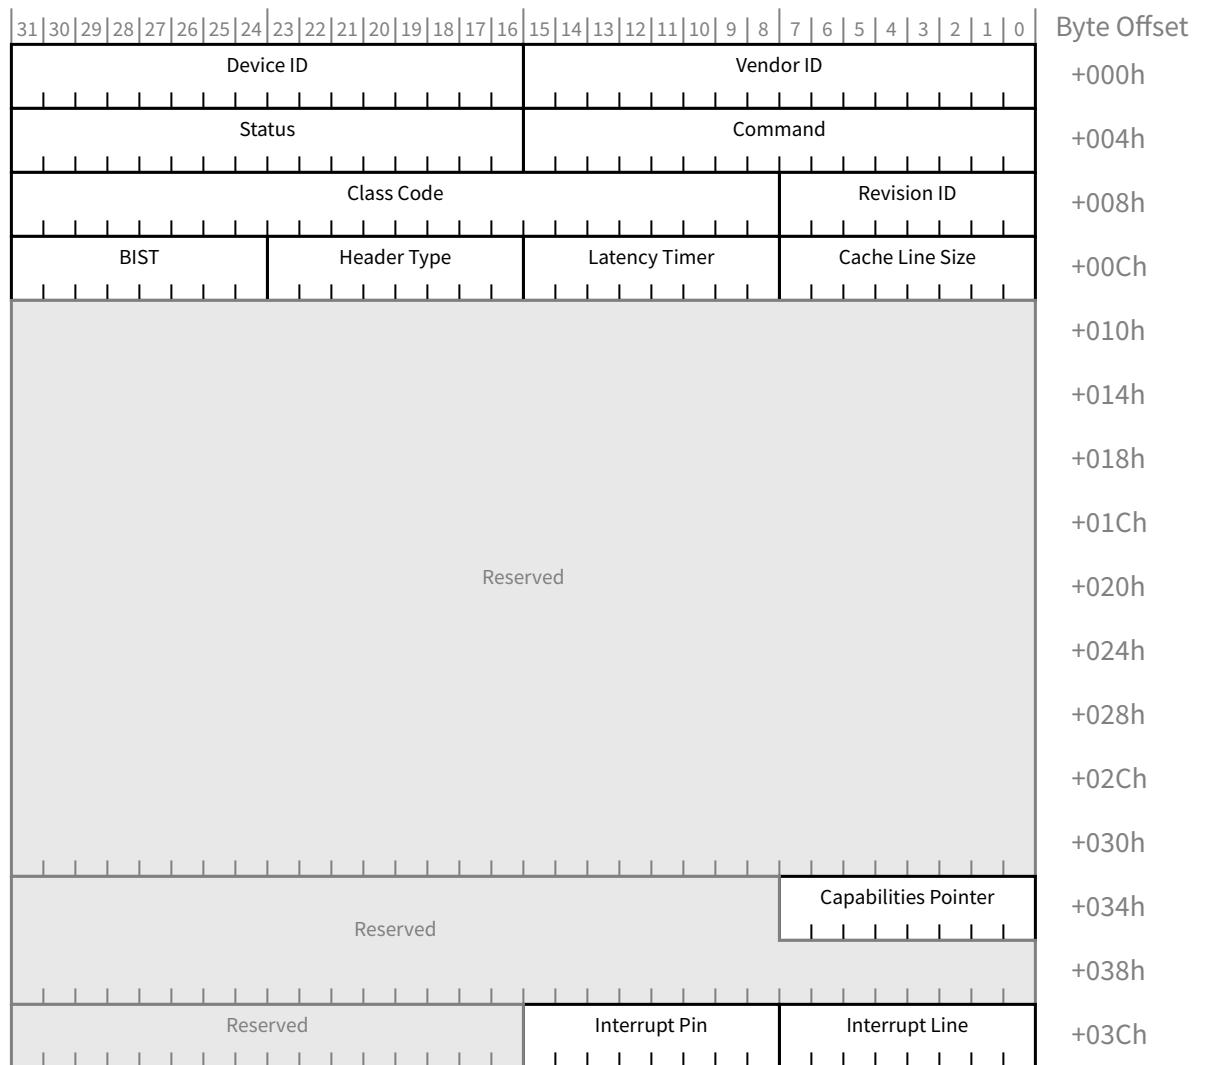 31 30 29 28 27 26 25 24 23 22 21 20 19 18 17 16 15 14 13 12 11 10 9 8 7 6 5 4 3 2 1 0 Byte Offset
Device ID Vendor ID +000h
Status Command +004h
Class Code Revision ID +008h
BIST Header Type Latency Timer Cache Line Size +00Ch
+010h
+014h
+018h
+01Ch
Reserved +020h
+024h
+028h
+02Ch
+030h
Capabilities Pointer +034h
Reserved
+038h
Reserved Interrupt Pin Interrupt Line +03Ch